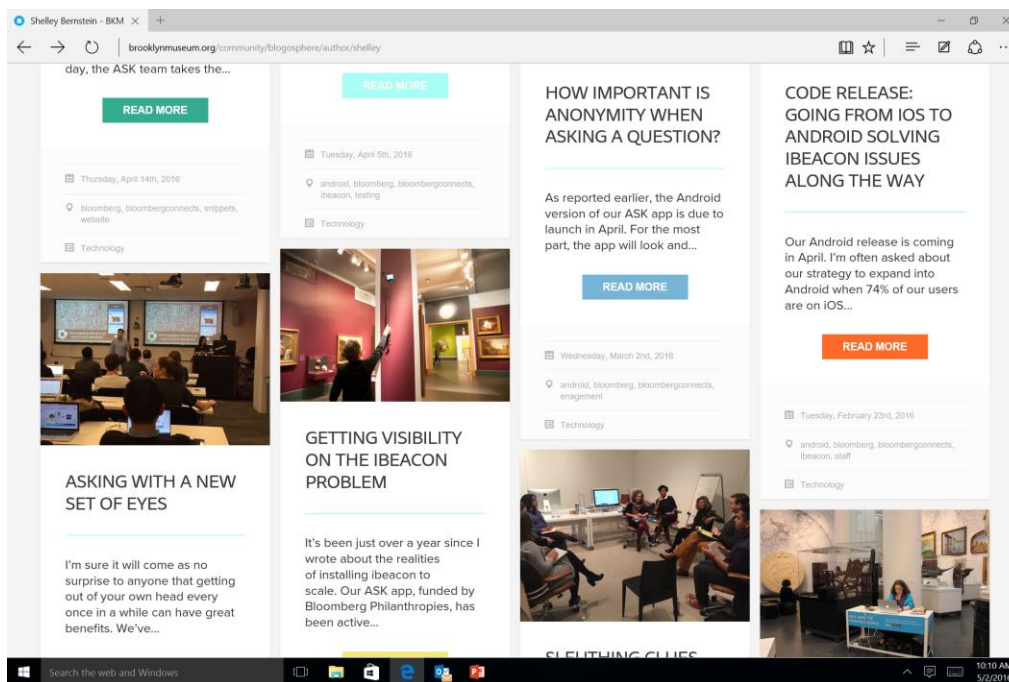 Shelley Bernstein - BKM
brooklynmuseum.org/community/blogosphere/author/shelley
day, the ASK team takes the...
READ MORE
Thursday, April 14th, 2016
bloomberg, bloombergconnects, snippets,
website
Technology
ASKING WITH A NEW
SET OF EYES
I'm sure it will come as no
surprise to anyone that getting
out of your own head every
once in a while can have great
benefits. We've...
READ MORE
Tuesday, April 5th, 2016
android, bloomberg, bloombergconnects,
ibeacon, testing
Technology
GETTING VISIBILITY
ON THE IBEACON
PROBLEM
It's been just over a year since I
wrote about the realities
of installing ibeacon to
scale. Our ASK app, funded by
Bloomberg Philanthropies, has
been active...
HOW IMPORTANT IS
ANONYMITY WHEN
ASKING A QUESTION?
As reported earlier, the Android
version of our ASK app is due to
launch in April. For the most
part, the app will look and...
READ MORE
Wednesday, March 2nd, 2016
android, bloomberg, bloombergconnects,
enagement
Technology
SLEUTHING CLUES
CODE RELEASE:
GOING FROM IOS TO
ANDROID SOLVING
IBEACON ISSUES
ALONG THE WAY
Our Android release is coming
in April. I'm often asked about
our strategy to expand into
Android when 74% of our users
are on iOS...
READ MORE
Tuesday, February 23rd, 2016
android, bloomberg, bloombergconnects,
ibeacon, staff
Technology
Search the web and Windows
10:10 AM